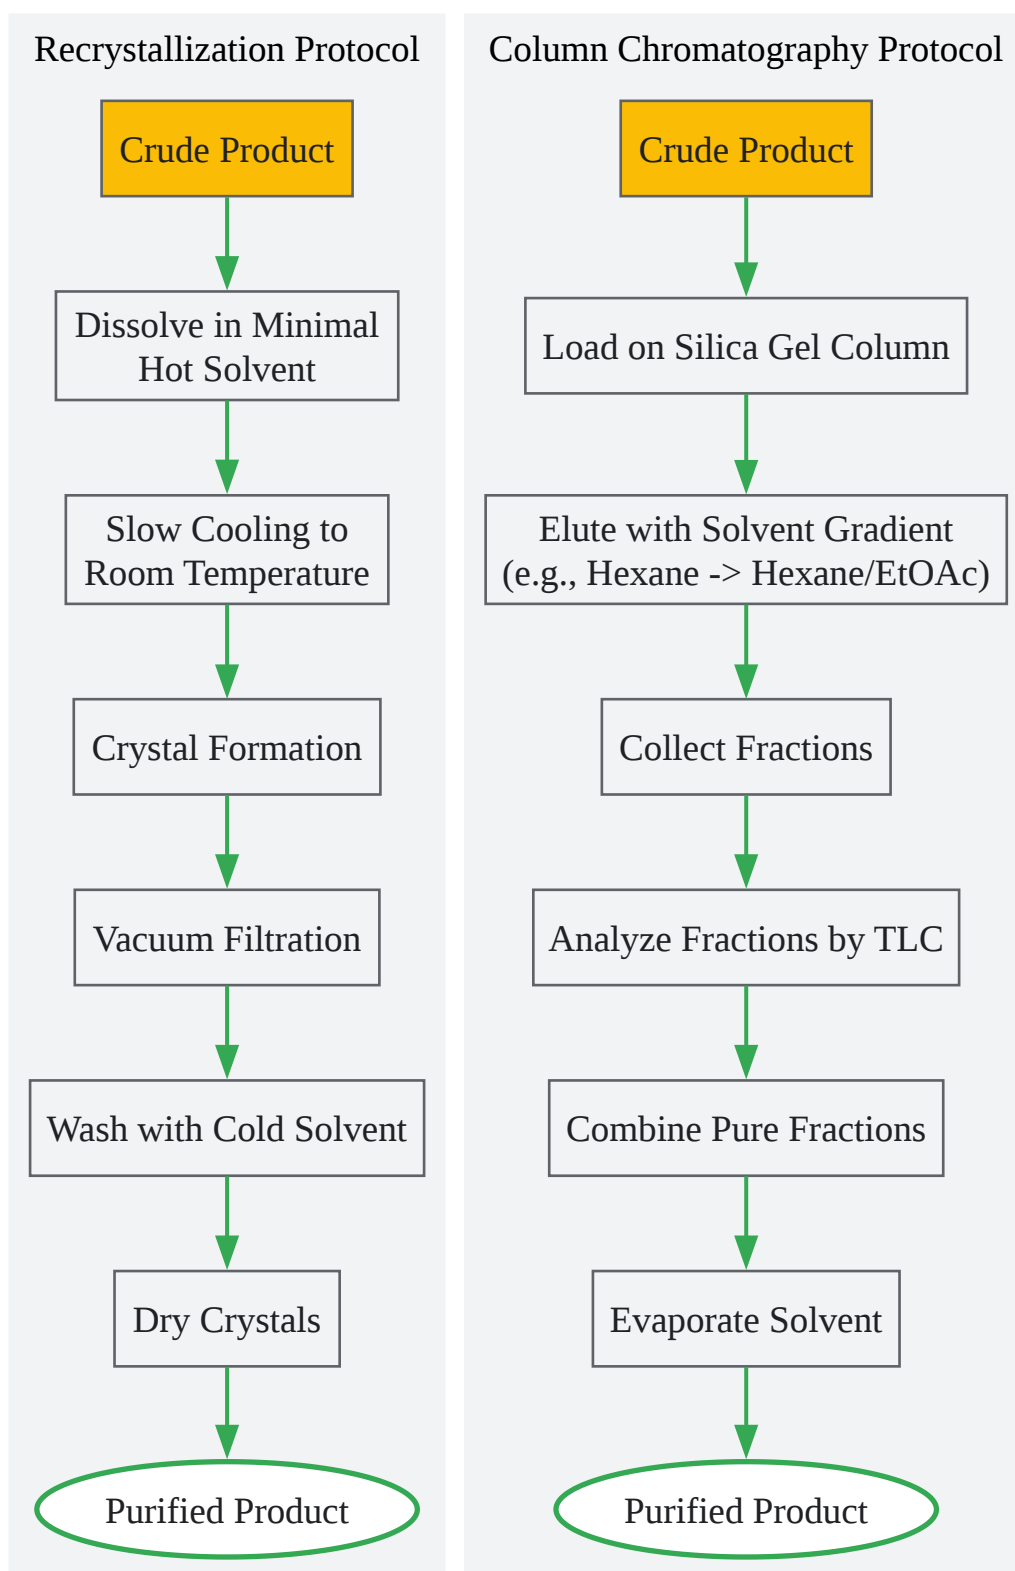 Recrystallization Protocol
Crude Product
Dissolve in Minimal
Hot Solvent
Slow Cooling to
Room Temperature
Crystal Formation
Vacuum Filtration
Wash with Cold Solvent
Dry Crystals
Purified Product
Column Chromatography Protocol
Crude Product
Load on Silica Gel Column
Elute with Solvent Gradient
(e.g., Hexane -> Hexane/EtOAc)
Collect Fractions
Analyze Fractions by TLC
Combine Pure Fractions
Evaporate Solvent
Purified Product